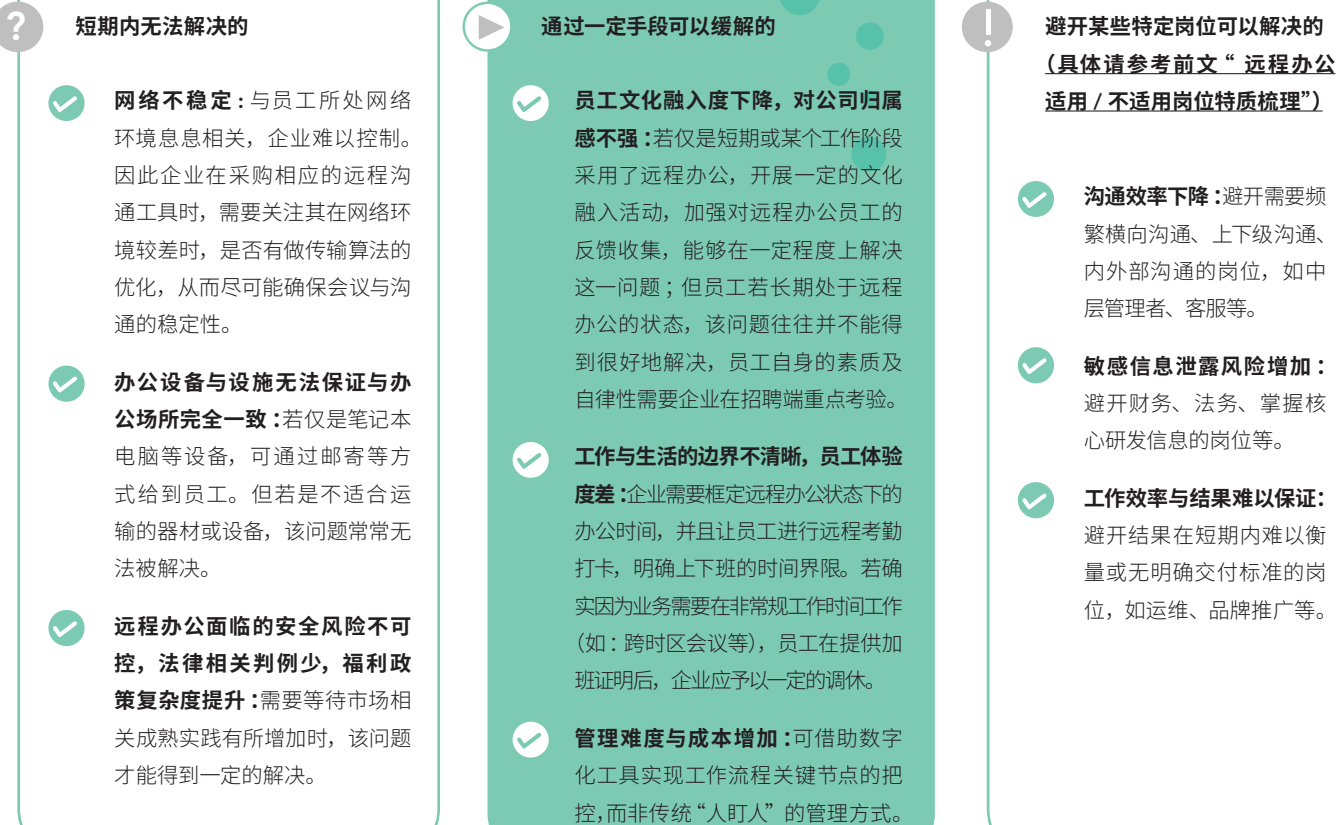 ?
短期内无法解决的
网络不稳定：与员工所处网络
环境息息相关，企业难以控制。
因此企业在采购相应的远程沟
通工具时，需要关注其在网络环
境较差时，是否有做传输算法的
优化，从而尽可能确保会议与沟
通的稳定性。
办公设备与设施无法保证与办
公场所完全一致：若仅是笔记本
电脑等设备，可通过邮寄等方
式给到员工。但若是不适合运
输的器材或设备，该问题常常无
法被解决。
远程办公面临的安全风险不可
控，法律相关判例少，福利政
策复杂度提升：需要等待市场相
关成熟实践有所增加时，该问题
才能得到一定的解决。
通过一定手段可以缓解的
员工文化融入度下降，对公司归属
感不强：若仅是短期或某个工作阶段
采用了远程办公，开展一定的文化
融入活动，加强对远程办公员工的
反馈收集，能够在一定程度上解决
这一问题；但员工若长期处于远程
办公的状态，该问题往往并不能得
到很好地解决，员工自身的素质及
自律性需要企业在招聘端重点考验。
工作与生活的边界不清晰，员工体验
度差：企业需要框定远程办公状态下的
办公时间，并且让员工进行远程考勤
打卡，明确上下班的时间界限。若确
实因为业务需要在非常规工作时间工作
（如：跨时区会议等），员工在提供加
班证明后，企业应予以一定的调休。
管理难度与成本增加：可借助数字
化工具实现工作流程关键节点的把
控，而非传统“人盯人”的管理方式。
!
避开某些特定岗位可以解决的
（具体请参考前文“ 远程办公
适用 / 不适用岗位特质梳理”）
沟通效率下降：避开需要频
繁横向沟通、上下级沟通、
内外部沟通的岗位，如中
层管理者、客服等。
敏感信息泄露风险增加：
避开财务、法务、掌握核
心研发信息的岗位等。
工作效率与结果难以保证：
避开结果在短期内难以衡
量或无明确交付标准的岗
位，如运维、品牌推广等。